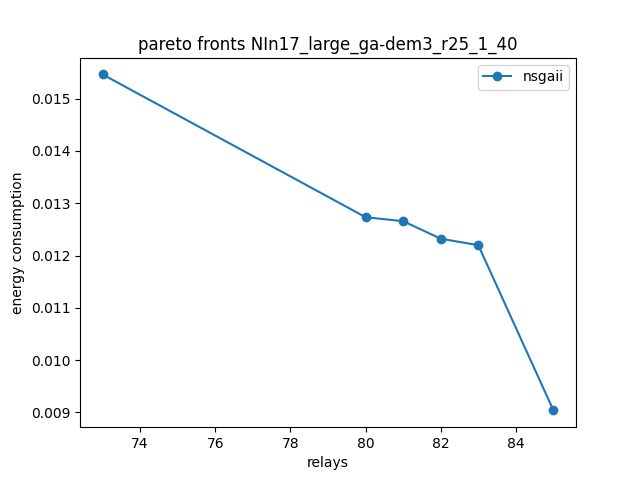 pareto fronts NIn17_large_ga-dem3_r25_1_40
nsgaii
0.015
0.014
0.013
0.012
0.011
0.010
0.009
energy consumption
74 76 78 80 82 84
relays